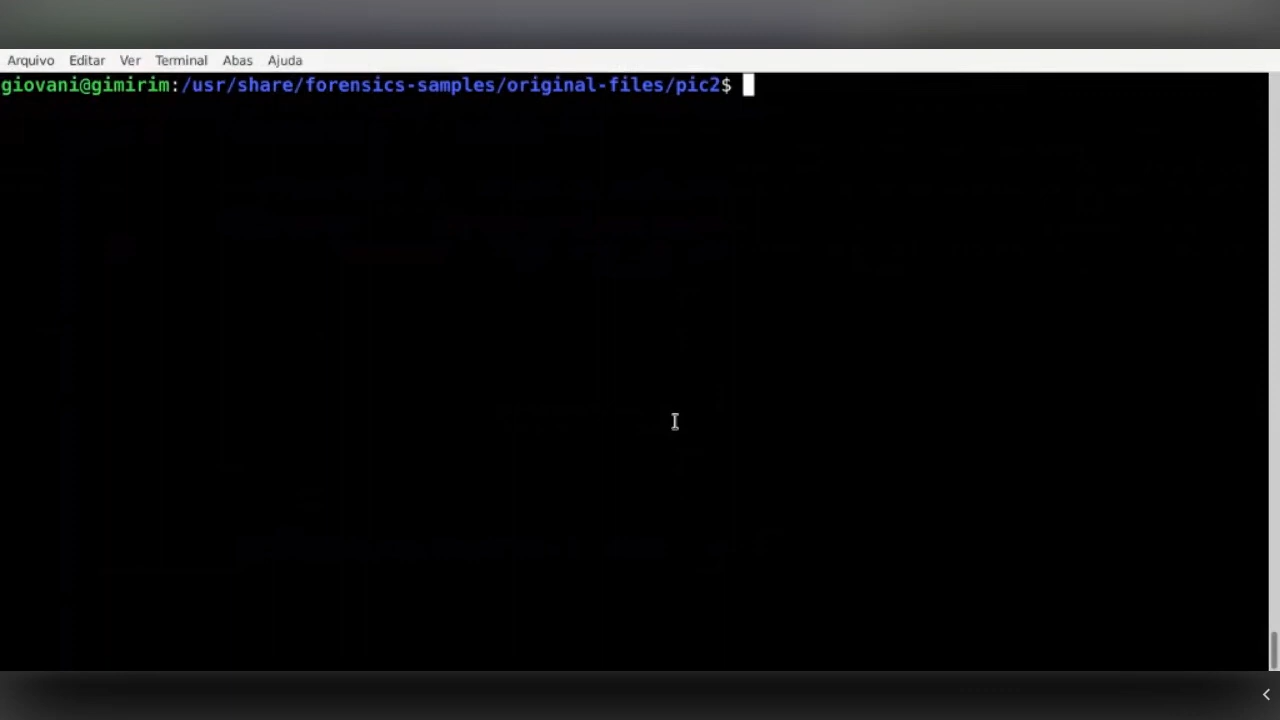 Arquivo Editar Ver Terminal Abas Ajuda
giovani@gimirim:/usr/share/forensics-samples/original-files/pic2$